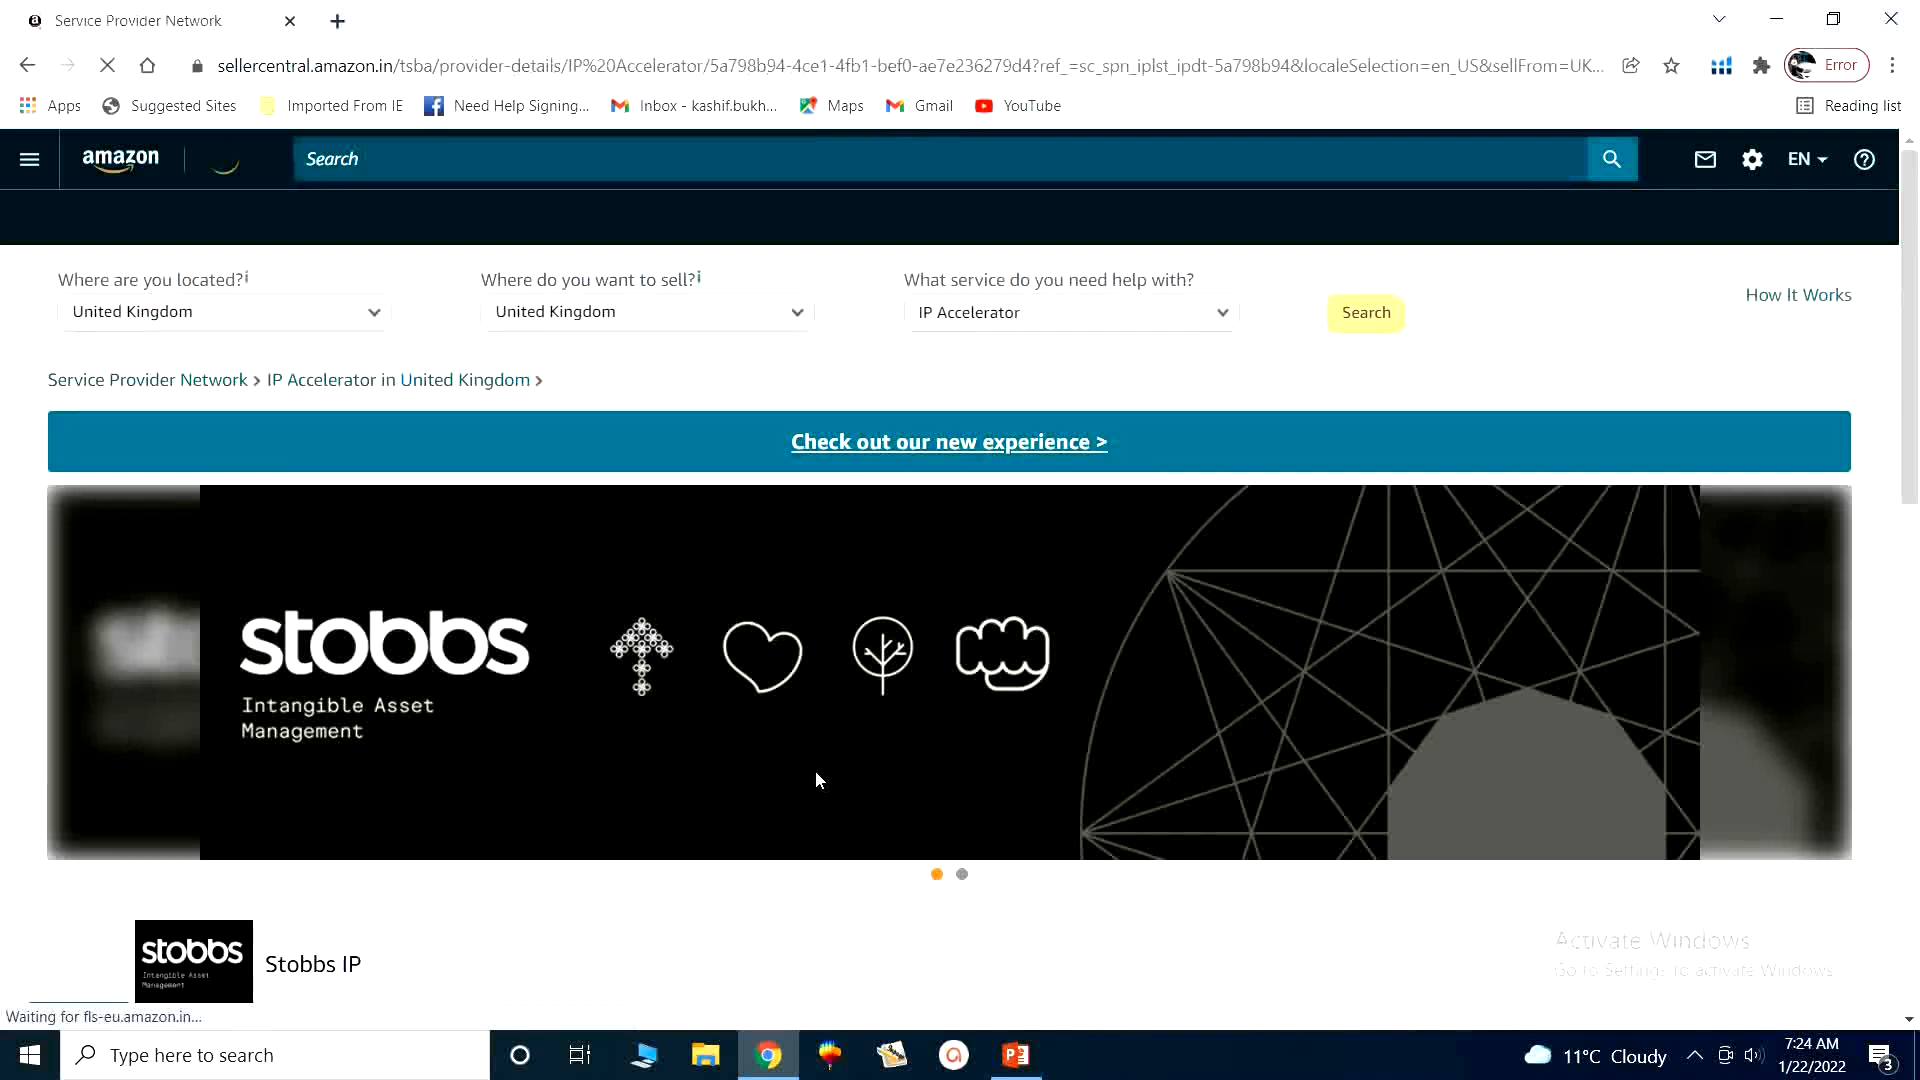 Service Provider Network
sellercentral.amazon.in/tsba/provider-details/IP%20Accelerator/5a798b94-4ce1-4fb1-bef0-ae7e236279d4?ref_=sc_spn_iplst_ipdt-5a798b94&localeSelection=en_US&sellFrom=UK...
Error
Apps
Suggested Sites
Imported From IE
Need Help Signing...
Inbox - kashif.bukh...
Maps
Gmail
YouTube
Reading list
amazon
Search
EN
Where are you located?
Where do you want to sell?
What service do you need help with?
How It Works
United Kingdom
United Kingdom
IP Accelerator
Search
Service Provider Network > IP Accelerator in United Kingdom >
Check out our new experience >
stobbs
Intangible Asset
Management
stobbs
Intangible Asset
Management
Stobbs IP
Activate Windows
Go to Settings to activate Windows.
Waiting for fls-eu.amazon.in...
Type here to search
11°C Cloudy
7:24 AM
1/22/2022
3